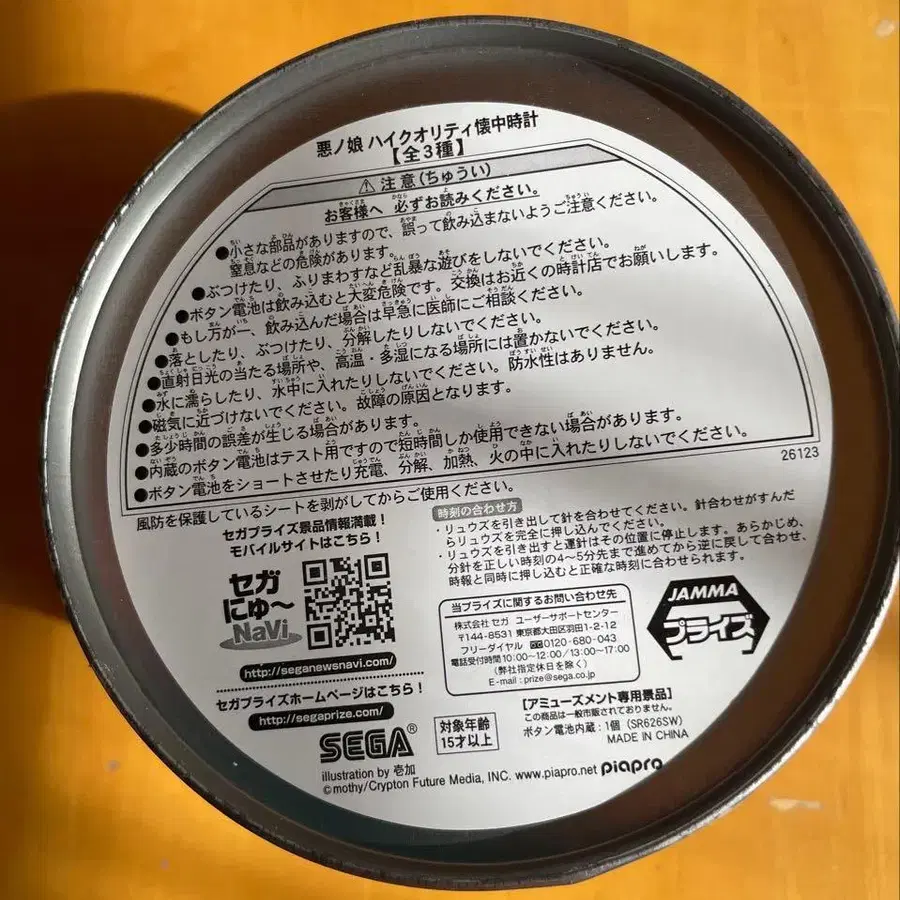 悪ノ娘 ハイクオリティ懐中時計
【全3種】
⚠注意(ちゅうい)
お客様へ 必ずお読みください。
●小さな部品がありますので、誤って飲み込まないようご注意ください。
窒息などの危険があります。
●ぶつけたり、ふりまわすなど乱暴な遊びをしないでください。
●ボタン電池は飲み込むと大変危険です。交換はお近くの時計店でお願いします。
●もし万が一、飲み込んだ場合は早急に医師にご相談ください。
●落としたり、ぶつけたり、分解したりしないでください。
●直射日光の当たる場所や、高温・多湿になる場所には置かないでください。
●水に濡らしたり、水中に入れたりしないでください。防水性はありません。
●磁気に近づけないでください。故障の原因となります。
●多少時間の誤差が生じる場合があります。
●内蔵のボタン電池はテスト用ですので短時間しか使用できない場合があります。
●ボタン電池をショートさせたり充電、分解、加熱、火の中に入れたりしないでください。
26123
風防を保護しているシートを剥がしてからご使用ください。
セガプライズ景品情報満載!
モバイルサイトはこちら!
セガ
にゅ〜
NaVi
http://seganewsnavi.com/
セガプライズホームページはこちら!
http://segaprize.com/
時刻の合わせ方
・リュウズを引き出して針を合わせてください。針合わせがすんだ
らリュウズを完全に押し込んでください。
・リュウズを引き出すと運針はその位置に停止します。あらかじめ、
分針を正しい時刻の4〜5分先まで進めてから逆に戻して合わせ、
時報と同時に押し込むと正確な時刻に合わせられます。
当プライズに関するお問い合わせ先
株式会社 セガ ユーザーサポートセンター
〒144-8531 東京都大田区羽田1-2-12
フリーダイヤル 0120-680-043
電話受付時間 10:00〜12:00/13:00〜17:00
(弊社指定休日を除く)
E-mail : prize@sega.co.jp
JAMMA
プライズ
SEGA®
対象年齢
15才以上
【アミューズメント専用景品】
この商品は一般市販されておりません。
ボタン電池内蔵:1個(SR626SW)
MADE IN CHINA
illustration by 壱加
©mothy/Crypton Future Media, INC. www.piapro.net piapro